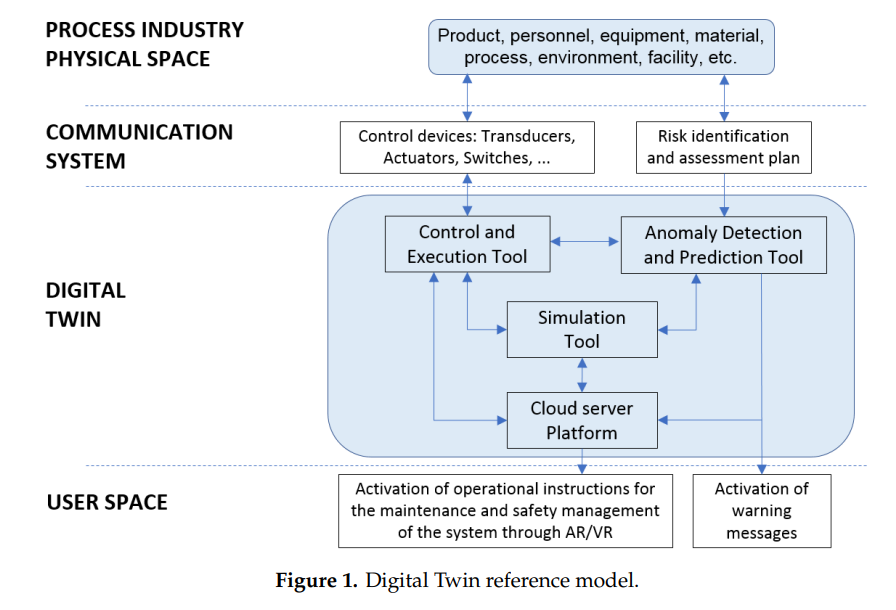 PROCESS INDUSTRY
PHYSICAL SPACE
Product, personnel, equipment, material,
process, environment, facility, etc.
COMMUNICATION
SYSTEM
Control devices: Transducers,
Actuators, Switches, ...
Risk identification
and assessment plan
DIGITAL
TWIN
Control and
Execution Tool
Anomaly Detection
and Prediction Tool
Simulation
Tool
Cloud server
Platform
USER SPACE
Activation of operational instructions for
the maintenance and safety management
of the system through AR/VR
Activation of
warning
messages
Figure 1. Digital Twin reference model.